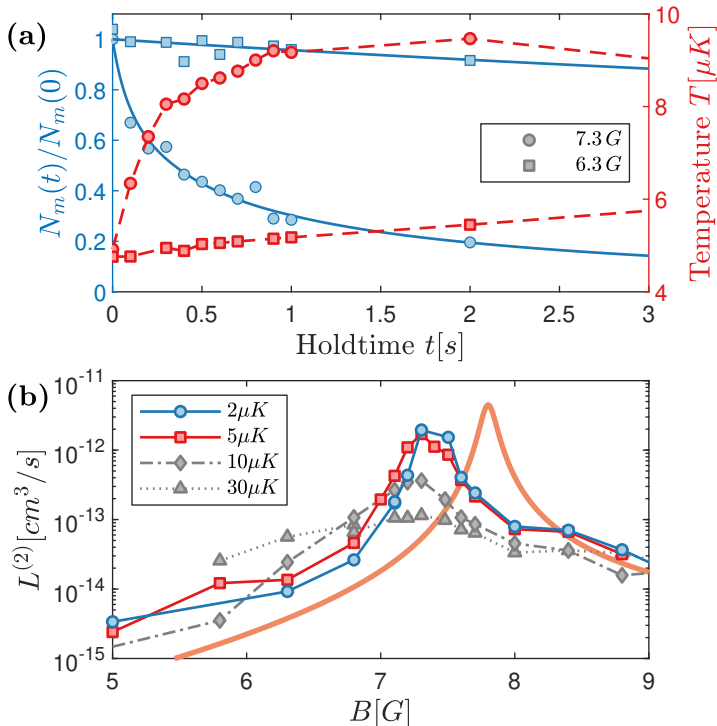 (a)
N_m(t)/N_m(0)
1
0.8
0.6
0.4
0.2
0
10
8
6
4
Temperature T[μK]
7.3 G
6.3 G
0 0.5 1 1.5 2 2.5 3
Holdtime t[s]
(b)
L^{(2)}[cm^3/s]
10^{-11}
10^{-12}
10^{-13}
10^{-14}
10^{-15}
2μK
5μK
10μK
30μK
5 6 7 8 9
B[G]